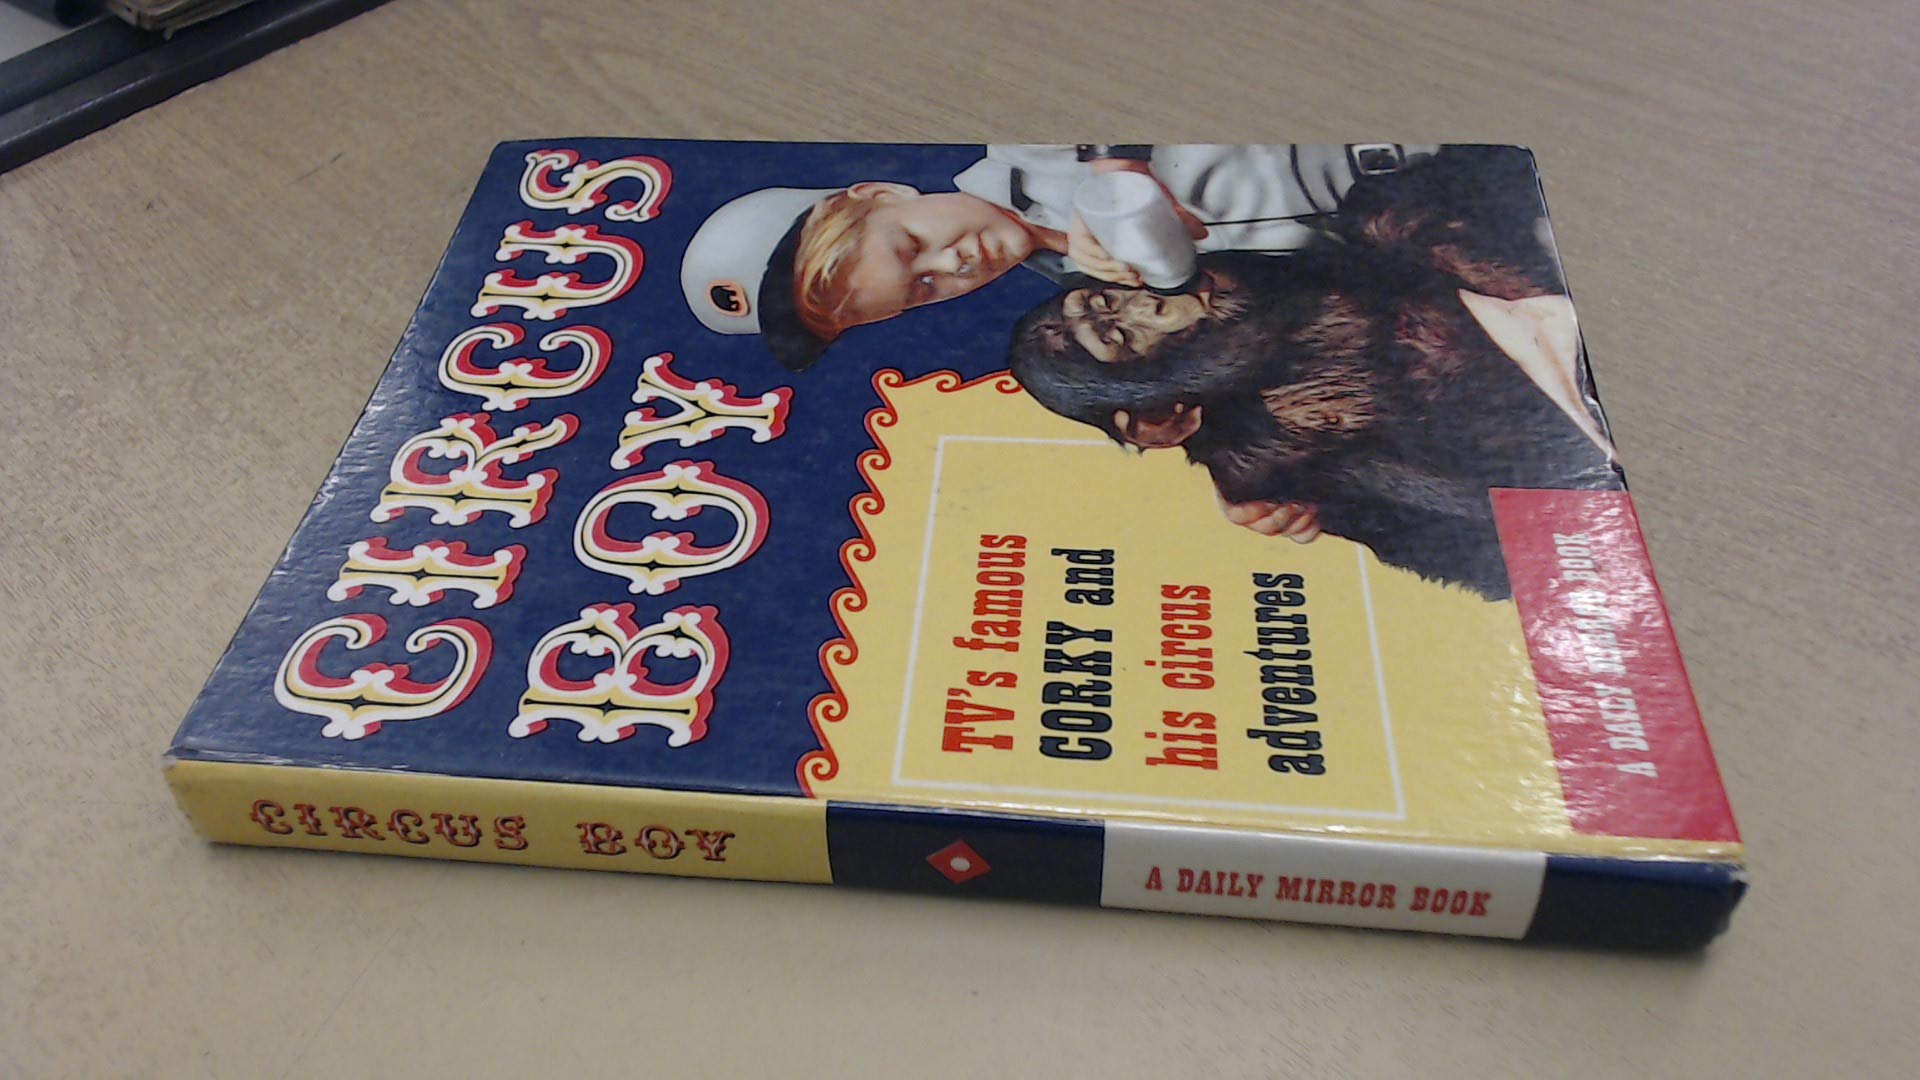 CIRCUS
BOY
TV's famous
CORKY and
his circus
adventures
A DAILY MIRROR BOOK
CIRCUS BOY
A DAILY MIRROR BOOK